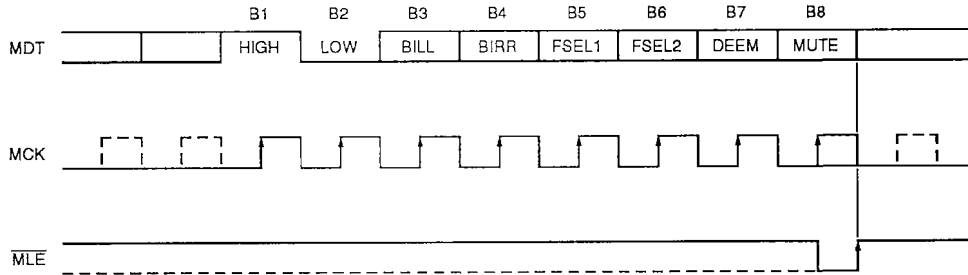 B1 B2 B3 B4 B5 B6 B7 B8
MDT HIGH LOW BILL BIRR FSEL1 FSEL2 DEEM MUTE
MCK
MLE